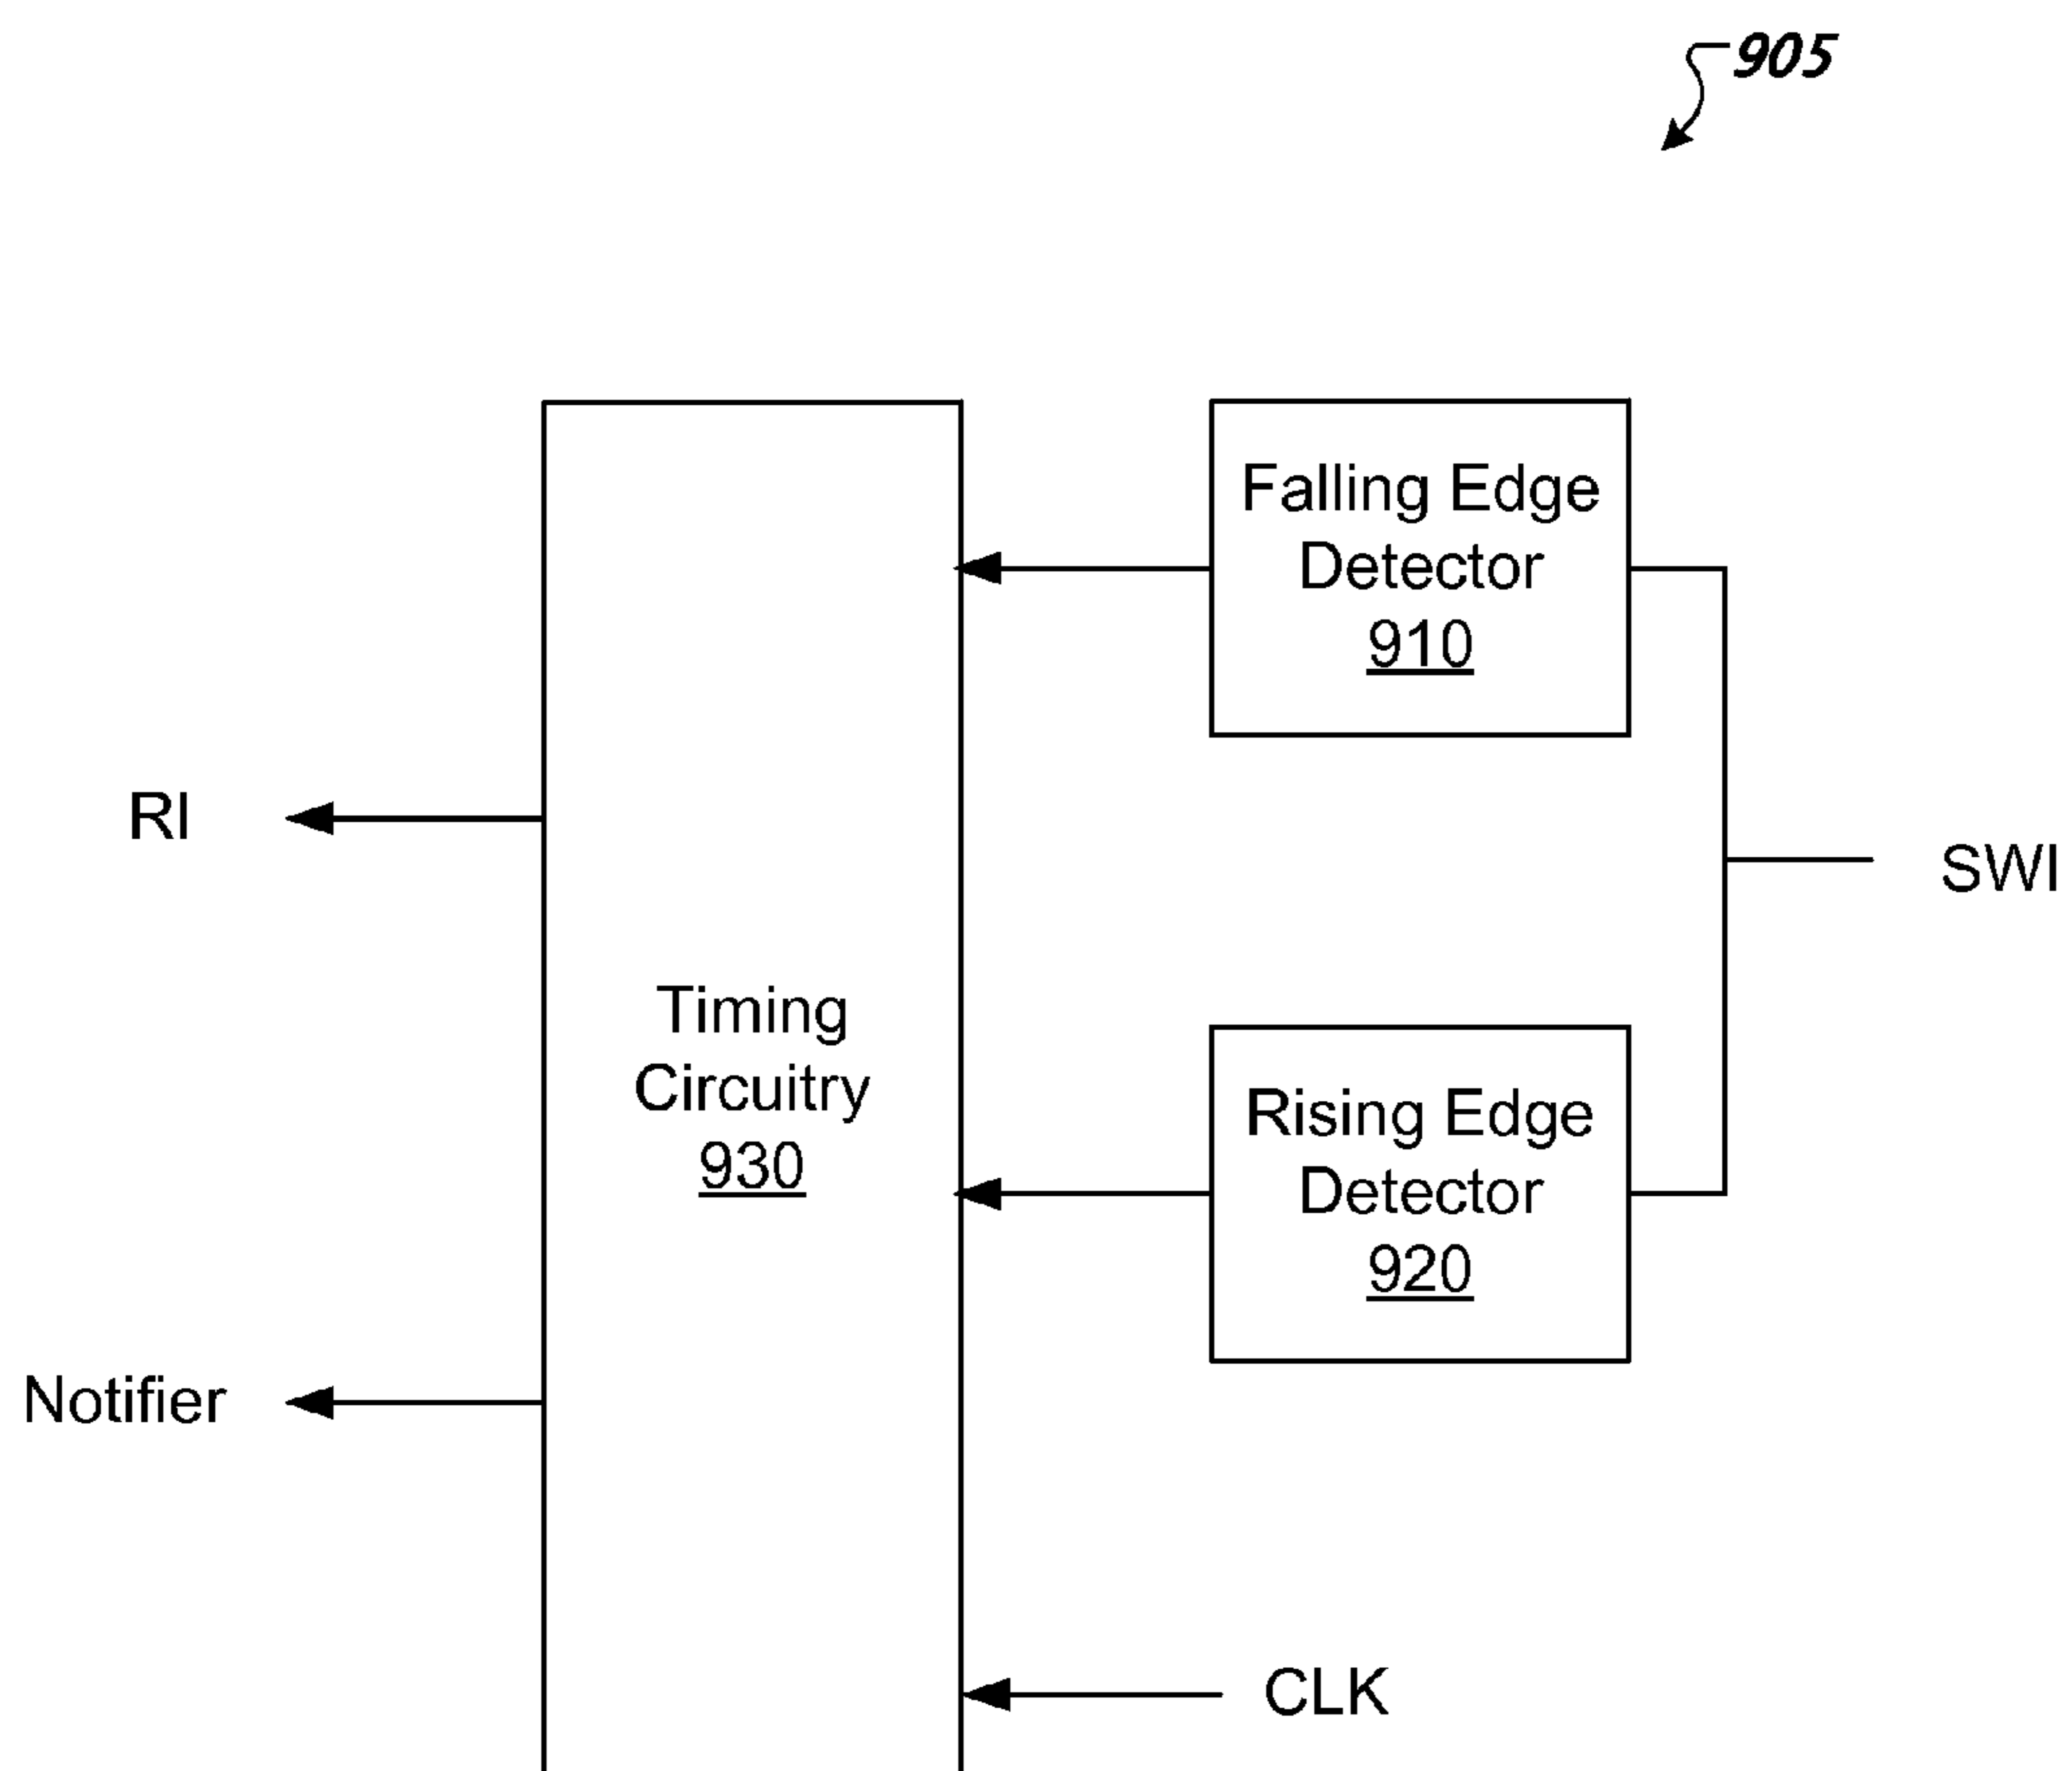 905
Falling Edge
Detector
910
RI
SWI
Timing
Circuitry
930
Rising Edge
Detector
920
Notifier
CLK